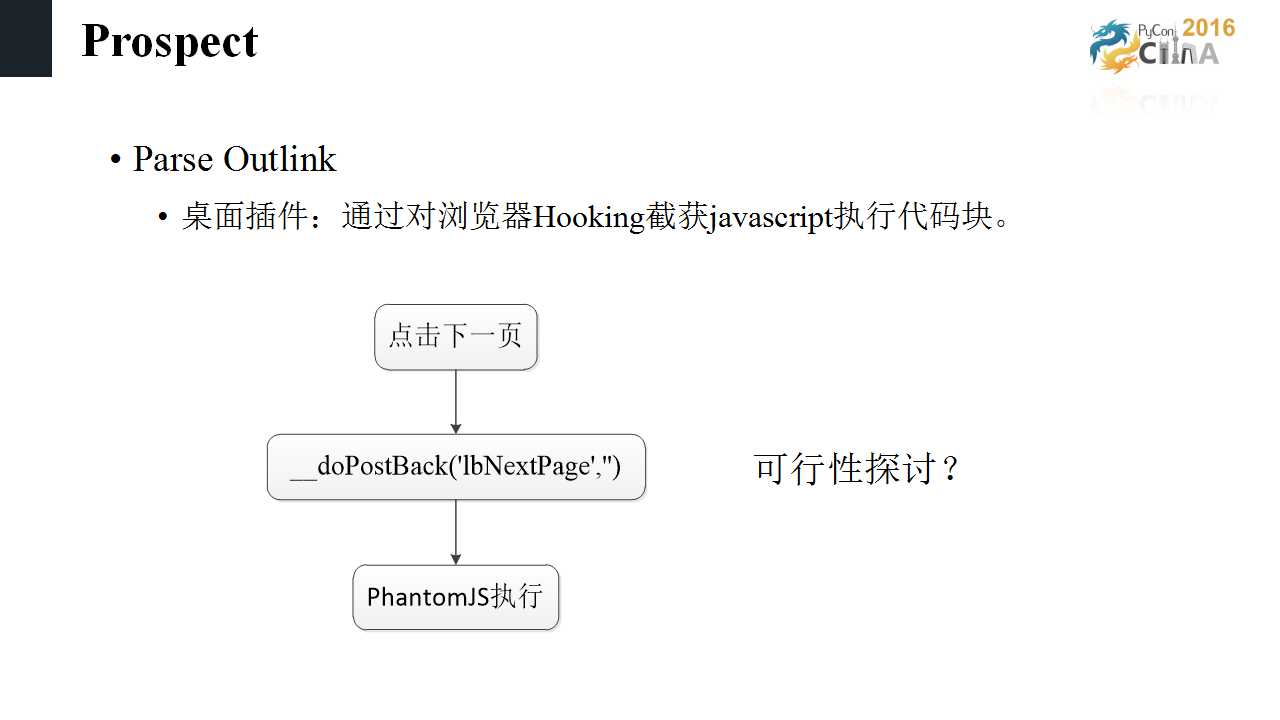 Prospect
PyCon 2016
CHINA
• Parse Outlink
• 桌面插件：通过对浏览器Hooking截获javascript执行代码块。
点击下一页
__doPostBack('lbNextPage','')
可行性探讨？
PhantomJS执行